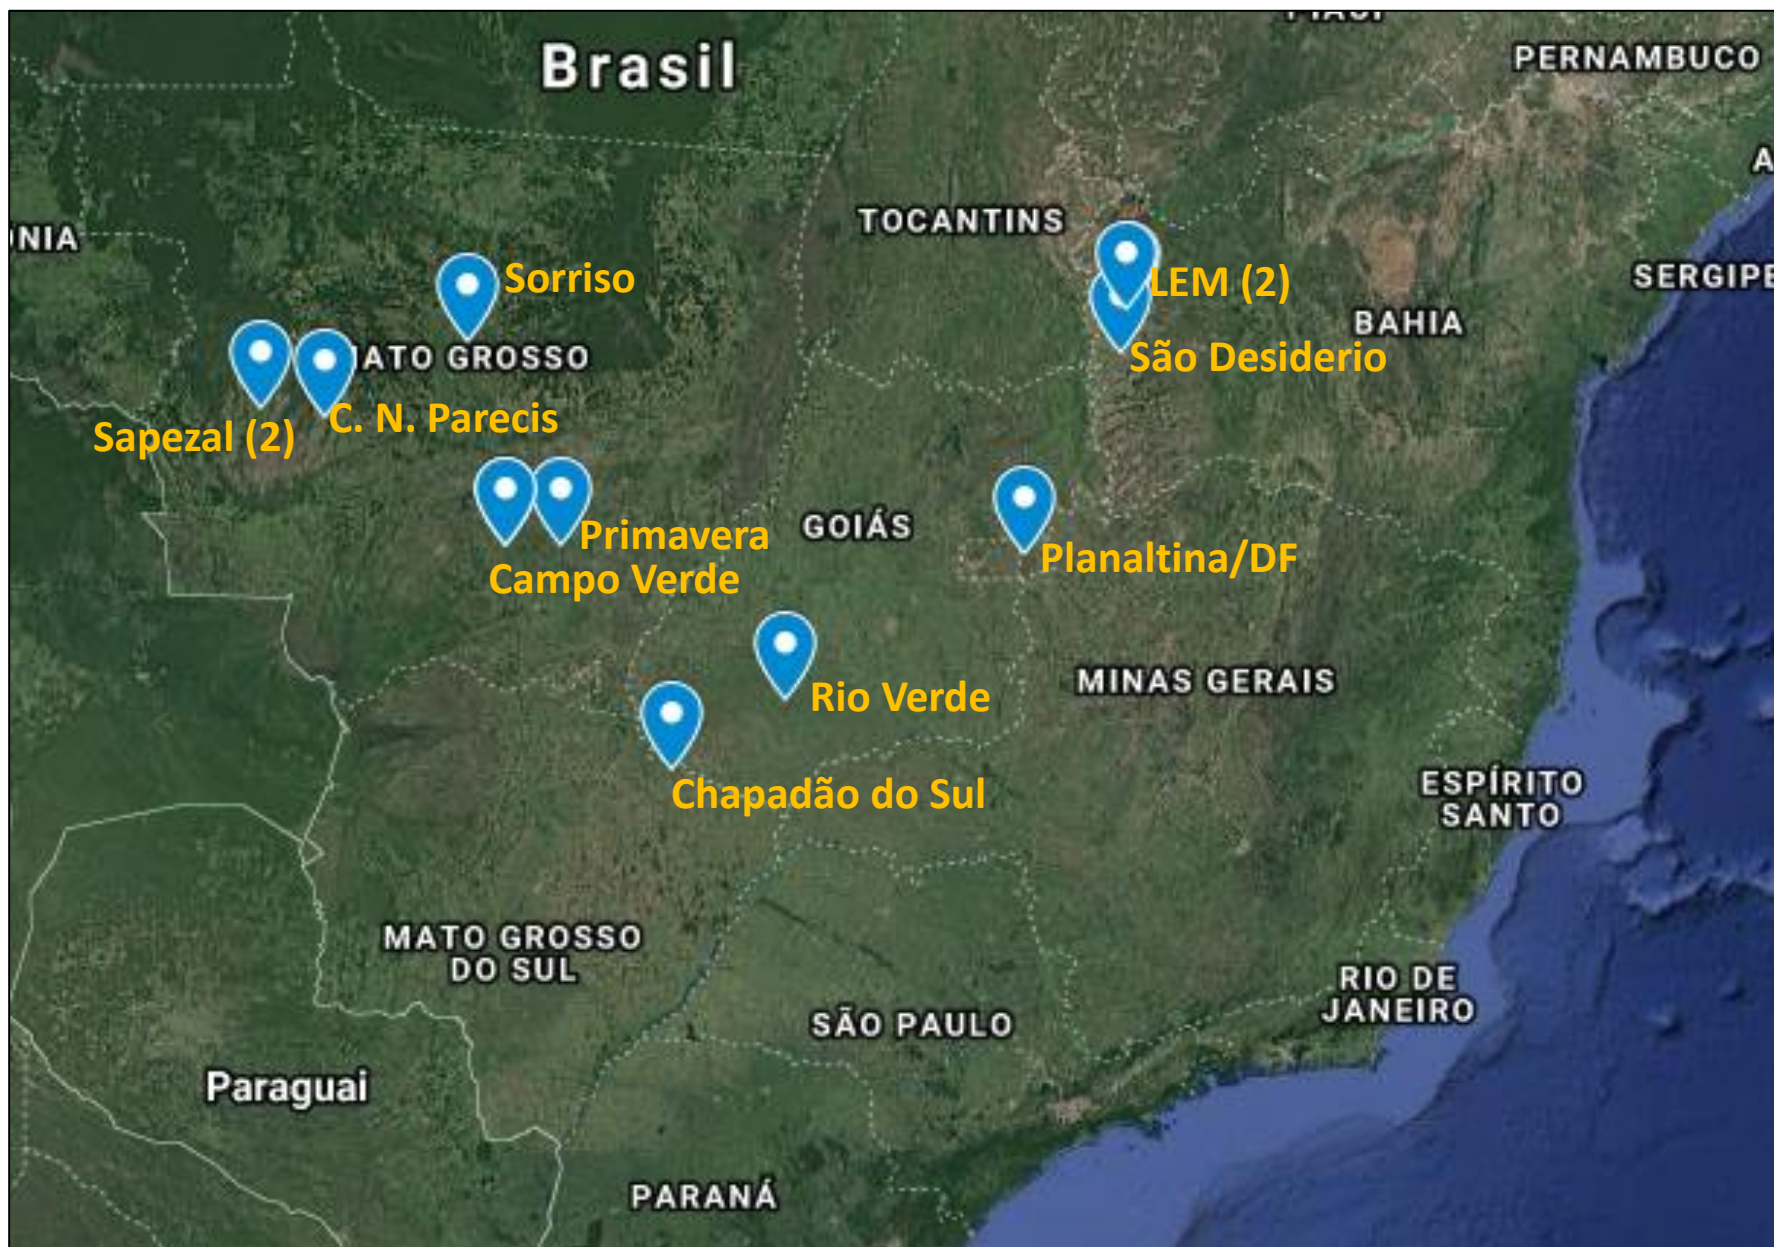 PIAUÍ
Brasil
PERNAMBUCO
TOCANTINS
NIA
Sorriso
LEM (2)
SERGIPE
BAHIA
MATO GROSSO
São Desiderio
C. N. Parecis
Sapezal (2)
GOIÁS
Primavera
Planaltina/DF
Campo Verde
MINAS GERAIS
Rio Verde
Chapadão do Sul
ESPÍRITO
SANTO
MATO GROSSO
DO SUL
RIO DE
JANEIRO
SÃO PAULO
Paraguai
PARANÁ